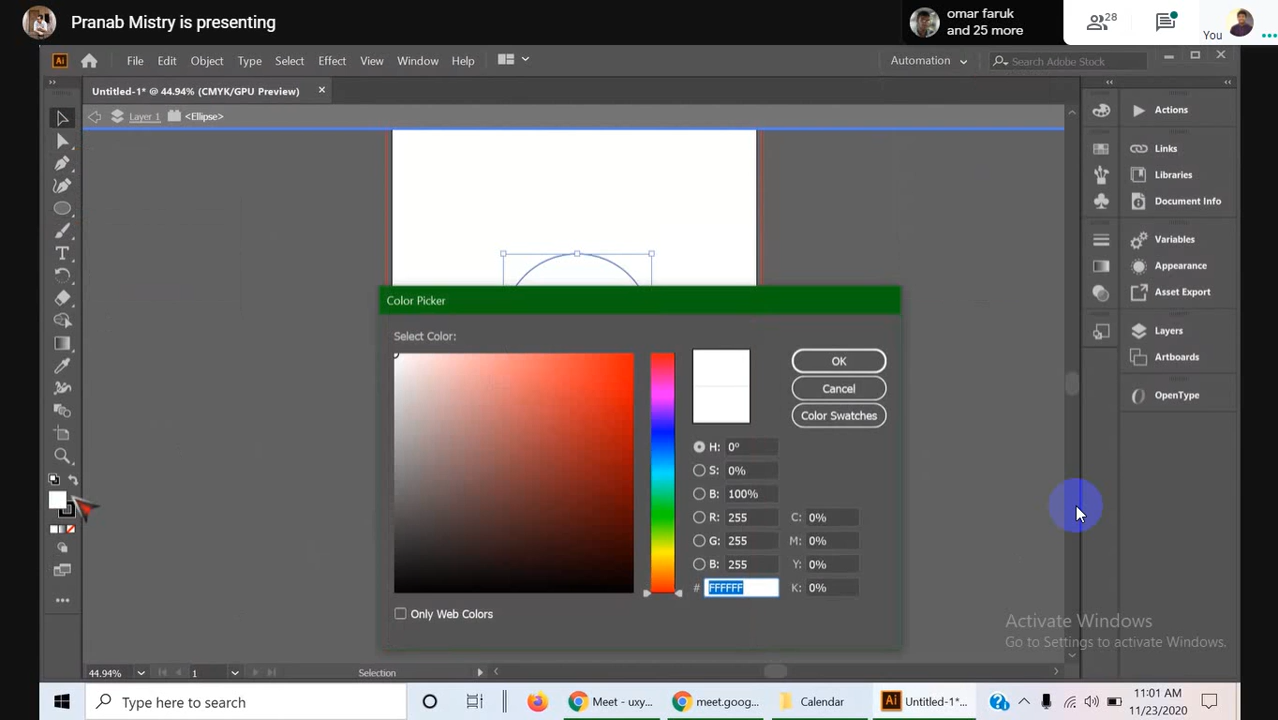 Pranab Mistry is presenting
omar faruk
and 25 more
28
You
Ai
File Edit Object Type Select Effect View Window Help
Automation
Search Adobe Stock
Untitled-1* @ 44.94% (CMYK/GPU Preview)
Layer 1
<Ellipse>
Actions
Links
Libraries
Document Info
Variables
Appearance
Asset Export
Layers
Artboards
OpenType
Color Picker
Select Color:
OK
Cancel
Color Swatches
H: 0°
S: 0%
B: 100%
R: 255 C: 0%
G: 255 M: 0%
B: 255 Y: 0%
# FFFFFF K: 0%
Only Web Colors
Activate Windows
Go to Settings to activate Windows.
44.94% 1 Selection
Type here to search
Meet - uxy...
meet.goog...
Calendar
Ai Untitled-1*...
11:01 AM
11/23/2020